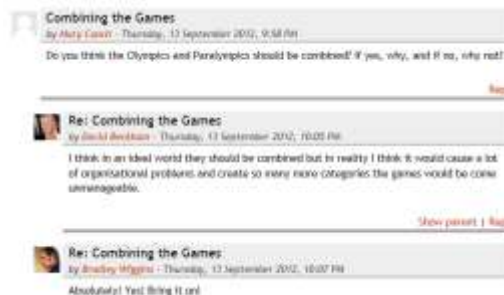 Combining the Games
by Mary Cooch - Thursday, 13 September 2012, 9:58 PM
Do you think the Olympics and Paralympics should be combined? If yes, why, and if no, why not?
Re: Combining the Games
by David Beckham - Thursday, 13 September 2012, 10:05 PM
I think in an ideal world they should be combined but in reality I think it would cause a lot
of organisational problems and create so many more categories the games would be come
unmanageable.
Show parent |
Re: Combining the Games
by Bradley Wiggins - Thursday, 13 September 2012, 10:07 PM
Absolutely! Yes! Bring it on!